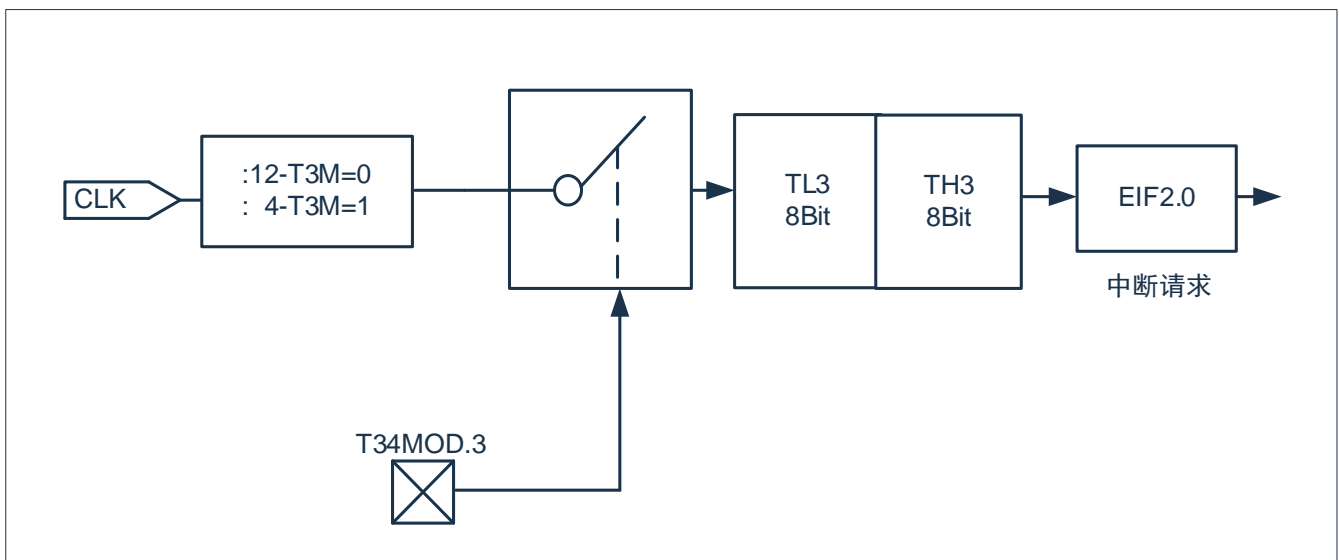 CLK
:12-T3M=0
: 4-T3M=1
TL3
8Bit
TH3
8Bit
EIF2.0
中断请求
T34MOD.3